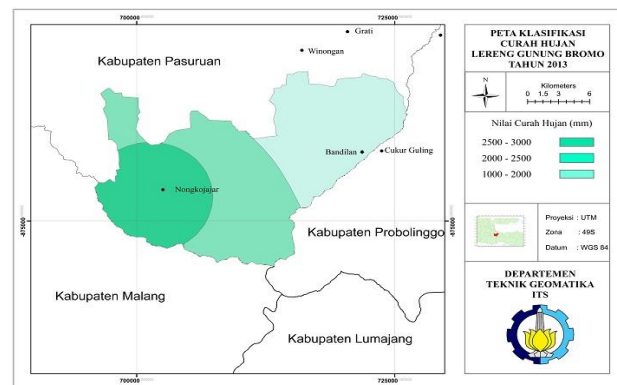 700000
725000
Grati
Winongan
Kabupaten Pasuruan
Bandilan
Cukur Guling
Nongkojajar
-875000
-875000
Kabupaten Probolinggo
Kabupaten Malang
Kabupaten Lumajang
700000
725000
PETA KLASIFIKASI
CURAH HUJAN
LERENG GUNUNG BROMO
TAHUN 2013
N
Kilometers
0 1.5 3 6
Nilai Curah Hujan (mm)
2500 - 3000
2000 - 2500
1000 - 2000
Proyeksi : UTM
Zona : 49S
Datum : WGS 84
DEPARTEMEN
TEKNIK GEOMATIKA
ITS